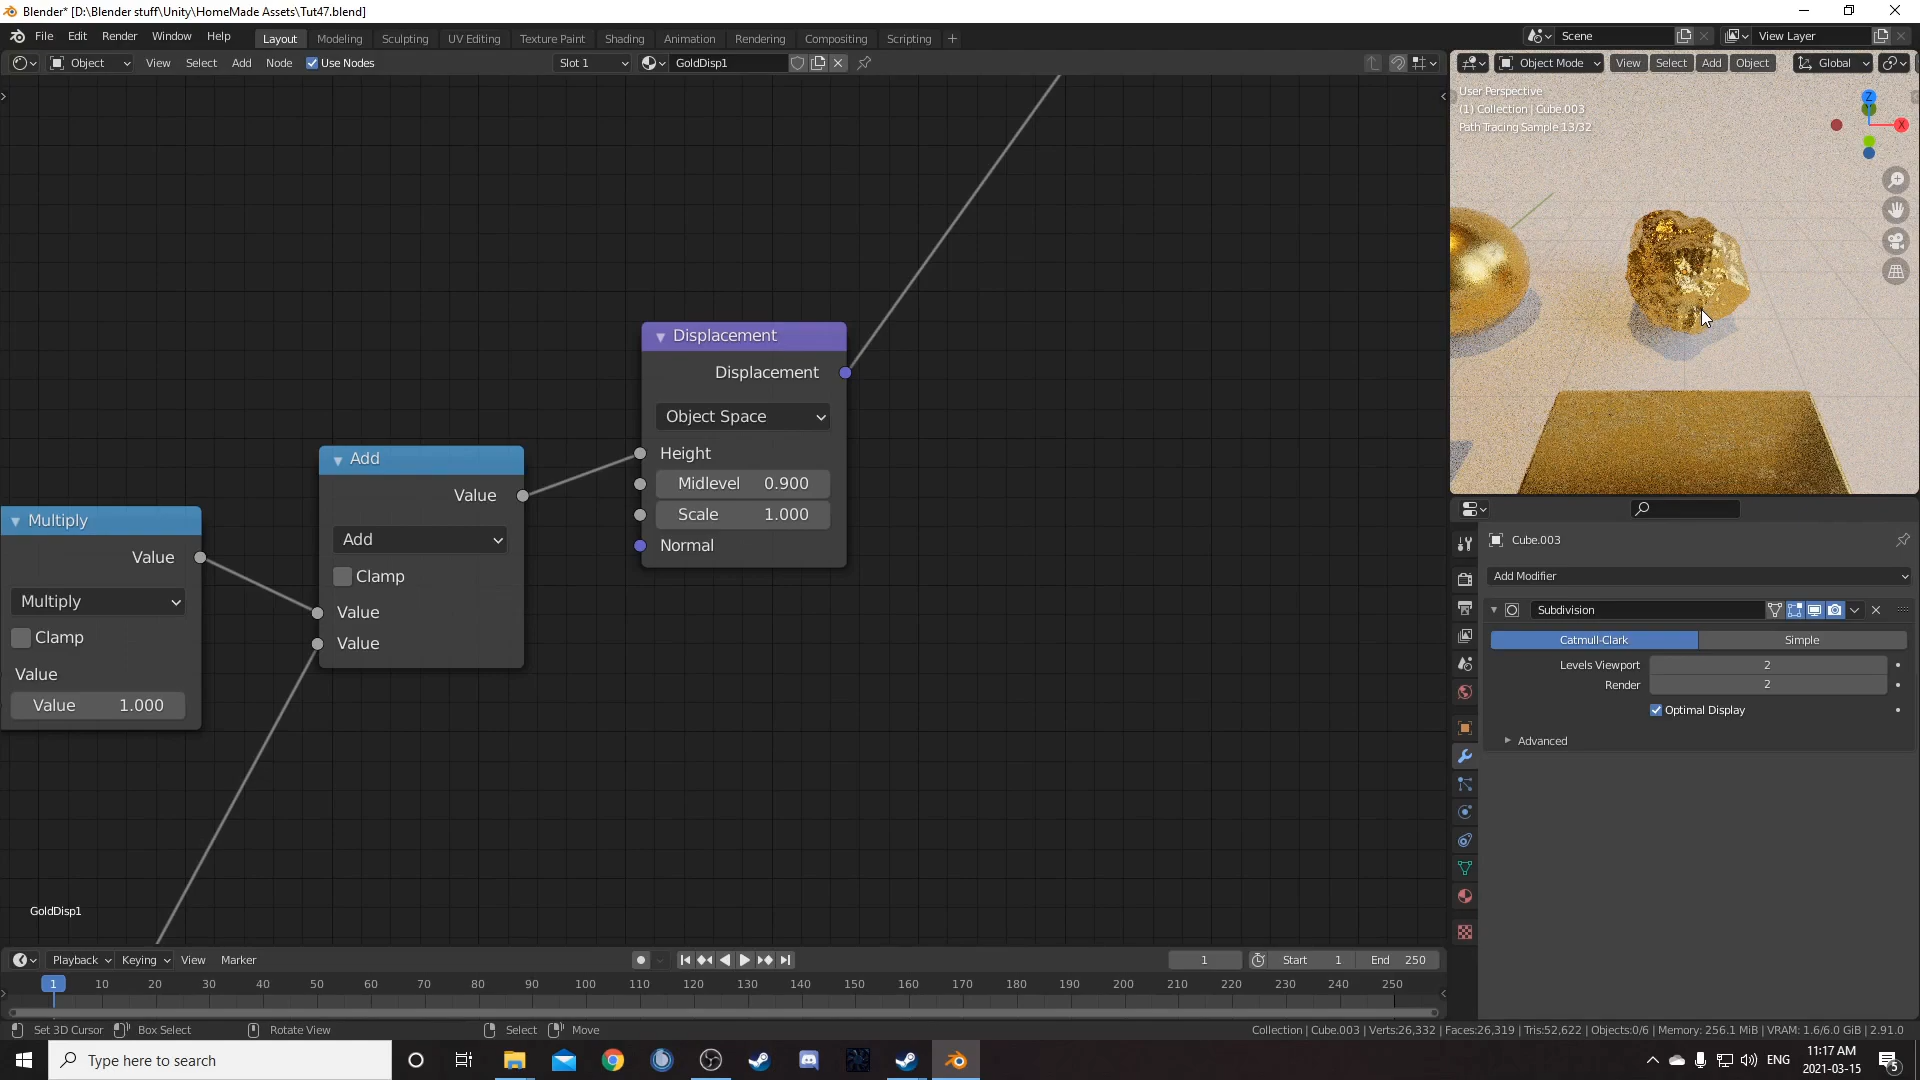 Blender* [D:\Blender stuff\Unity\HomeMade Assets\Tut47.blend]
File Edit Render Window Help Layout Modeling Sculpting UV Editing Texture Paint Shading Animation Rendering Compositing Scripting + Scene View Layer
Object View Select Add Node Use Nodes Slot 1 GoldDisp1 Object Mode View Select Add Object Global
User Perspective
(1) Collection | Cube.003
Path Tracing Sample 13/32
Z
X
Displacement
Displacement
Object Space
Height
Midlevel 0.900
Scale 1.000
Normal
Add
Value
Add
Clamp
Value
Value
Multiply
Value
Multiply
Clamp
Value
Value 1.000
GoldDisp1
Cube.003
Add Modifier
Subdivision
Catmull-Clark Simple
Levels Viewport 2
Render 2
Optimal Display
Advanced
Playback Keying View Marker 1 Start 1 End 250
1 10 20 30 40 50 60 70 80 90 100 110 120 130 140 150 160 170 180 190 200 210 220 230 240 250
Set 3D Cursor Box Select Rotate View Select Move Collection | Cube.003 | Verts:26,332 | Faces:26,319 | Tris:52,622 | Objects:0/6 | Memory: 256.1 MiB | VRAM: 1.6/6.0 GiB | 2.91.0
Type here to search ENG 11:17 AM
2021-03-15
5